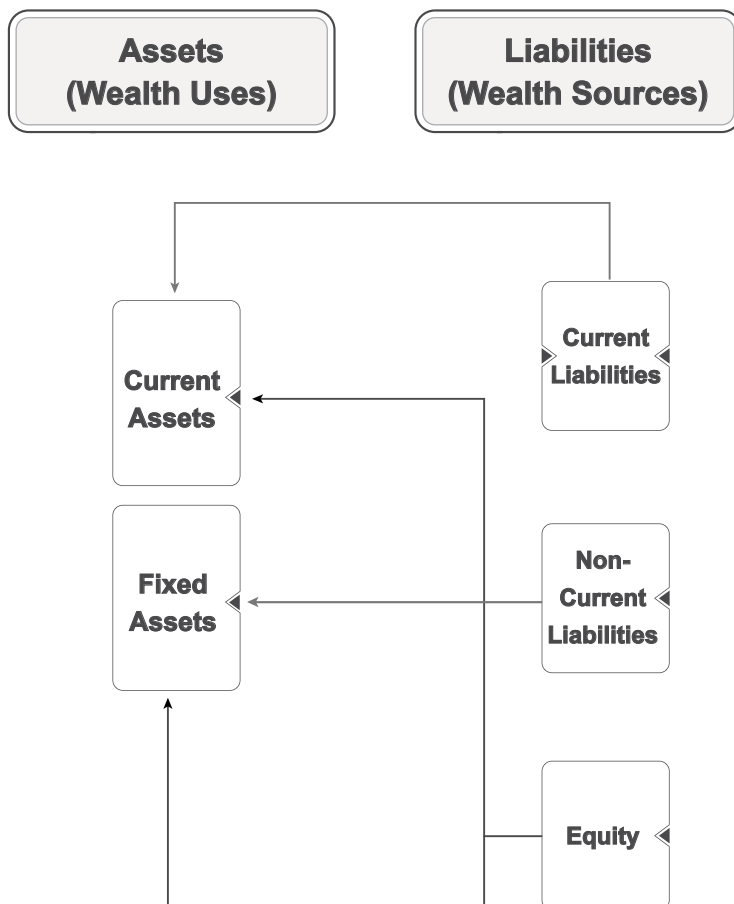 Assets
(Wealth Uses)
Liabilities
(Wealth Sources)
Current
Assets
Current
Liabilities
Fixed
Assets
Non-
Current
Liabilities
Equity